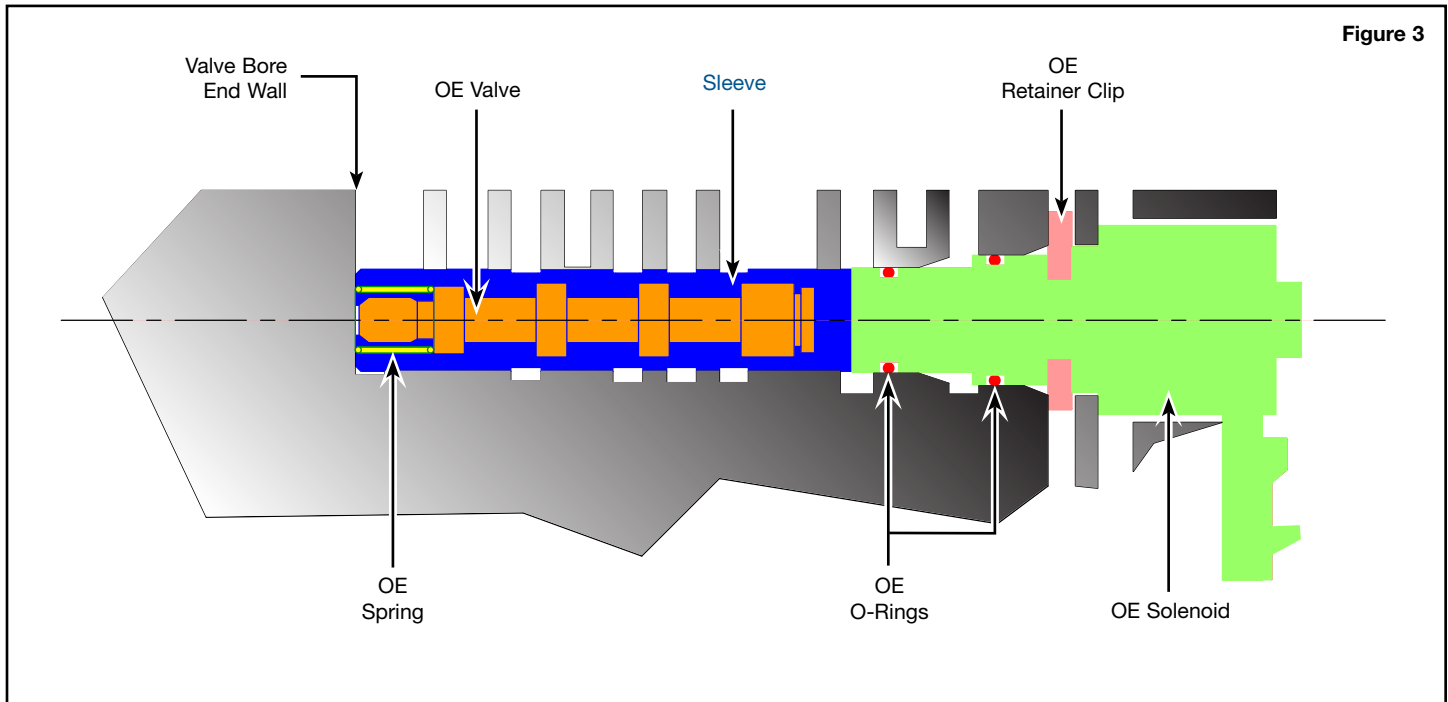 Figure 3
Valve Bore
End Wall
OE Valve
Sleeve
OE
Retainer Clip
OE
Spring
OE
O-Rings
OE Solenoid